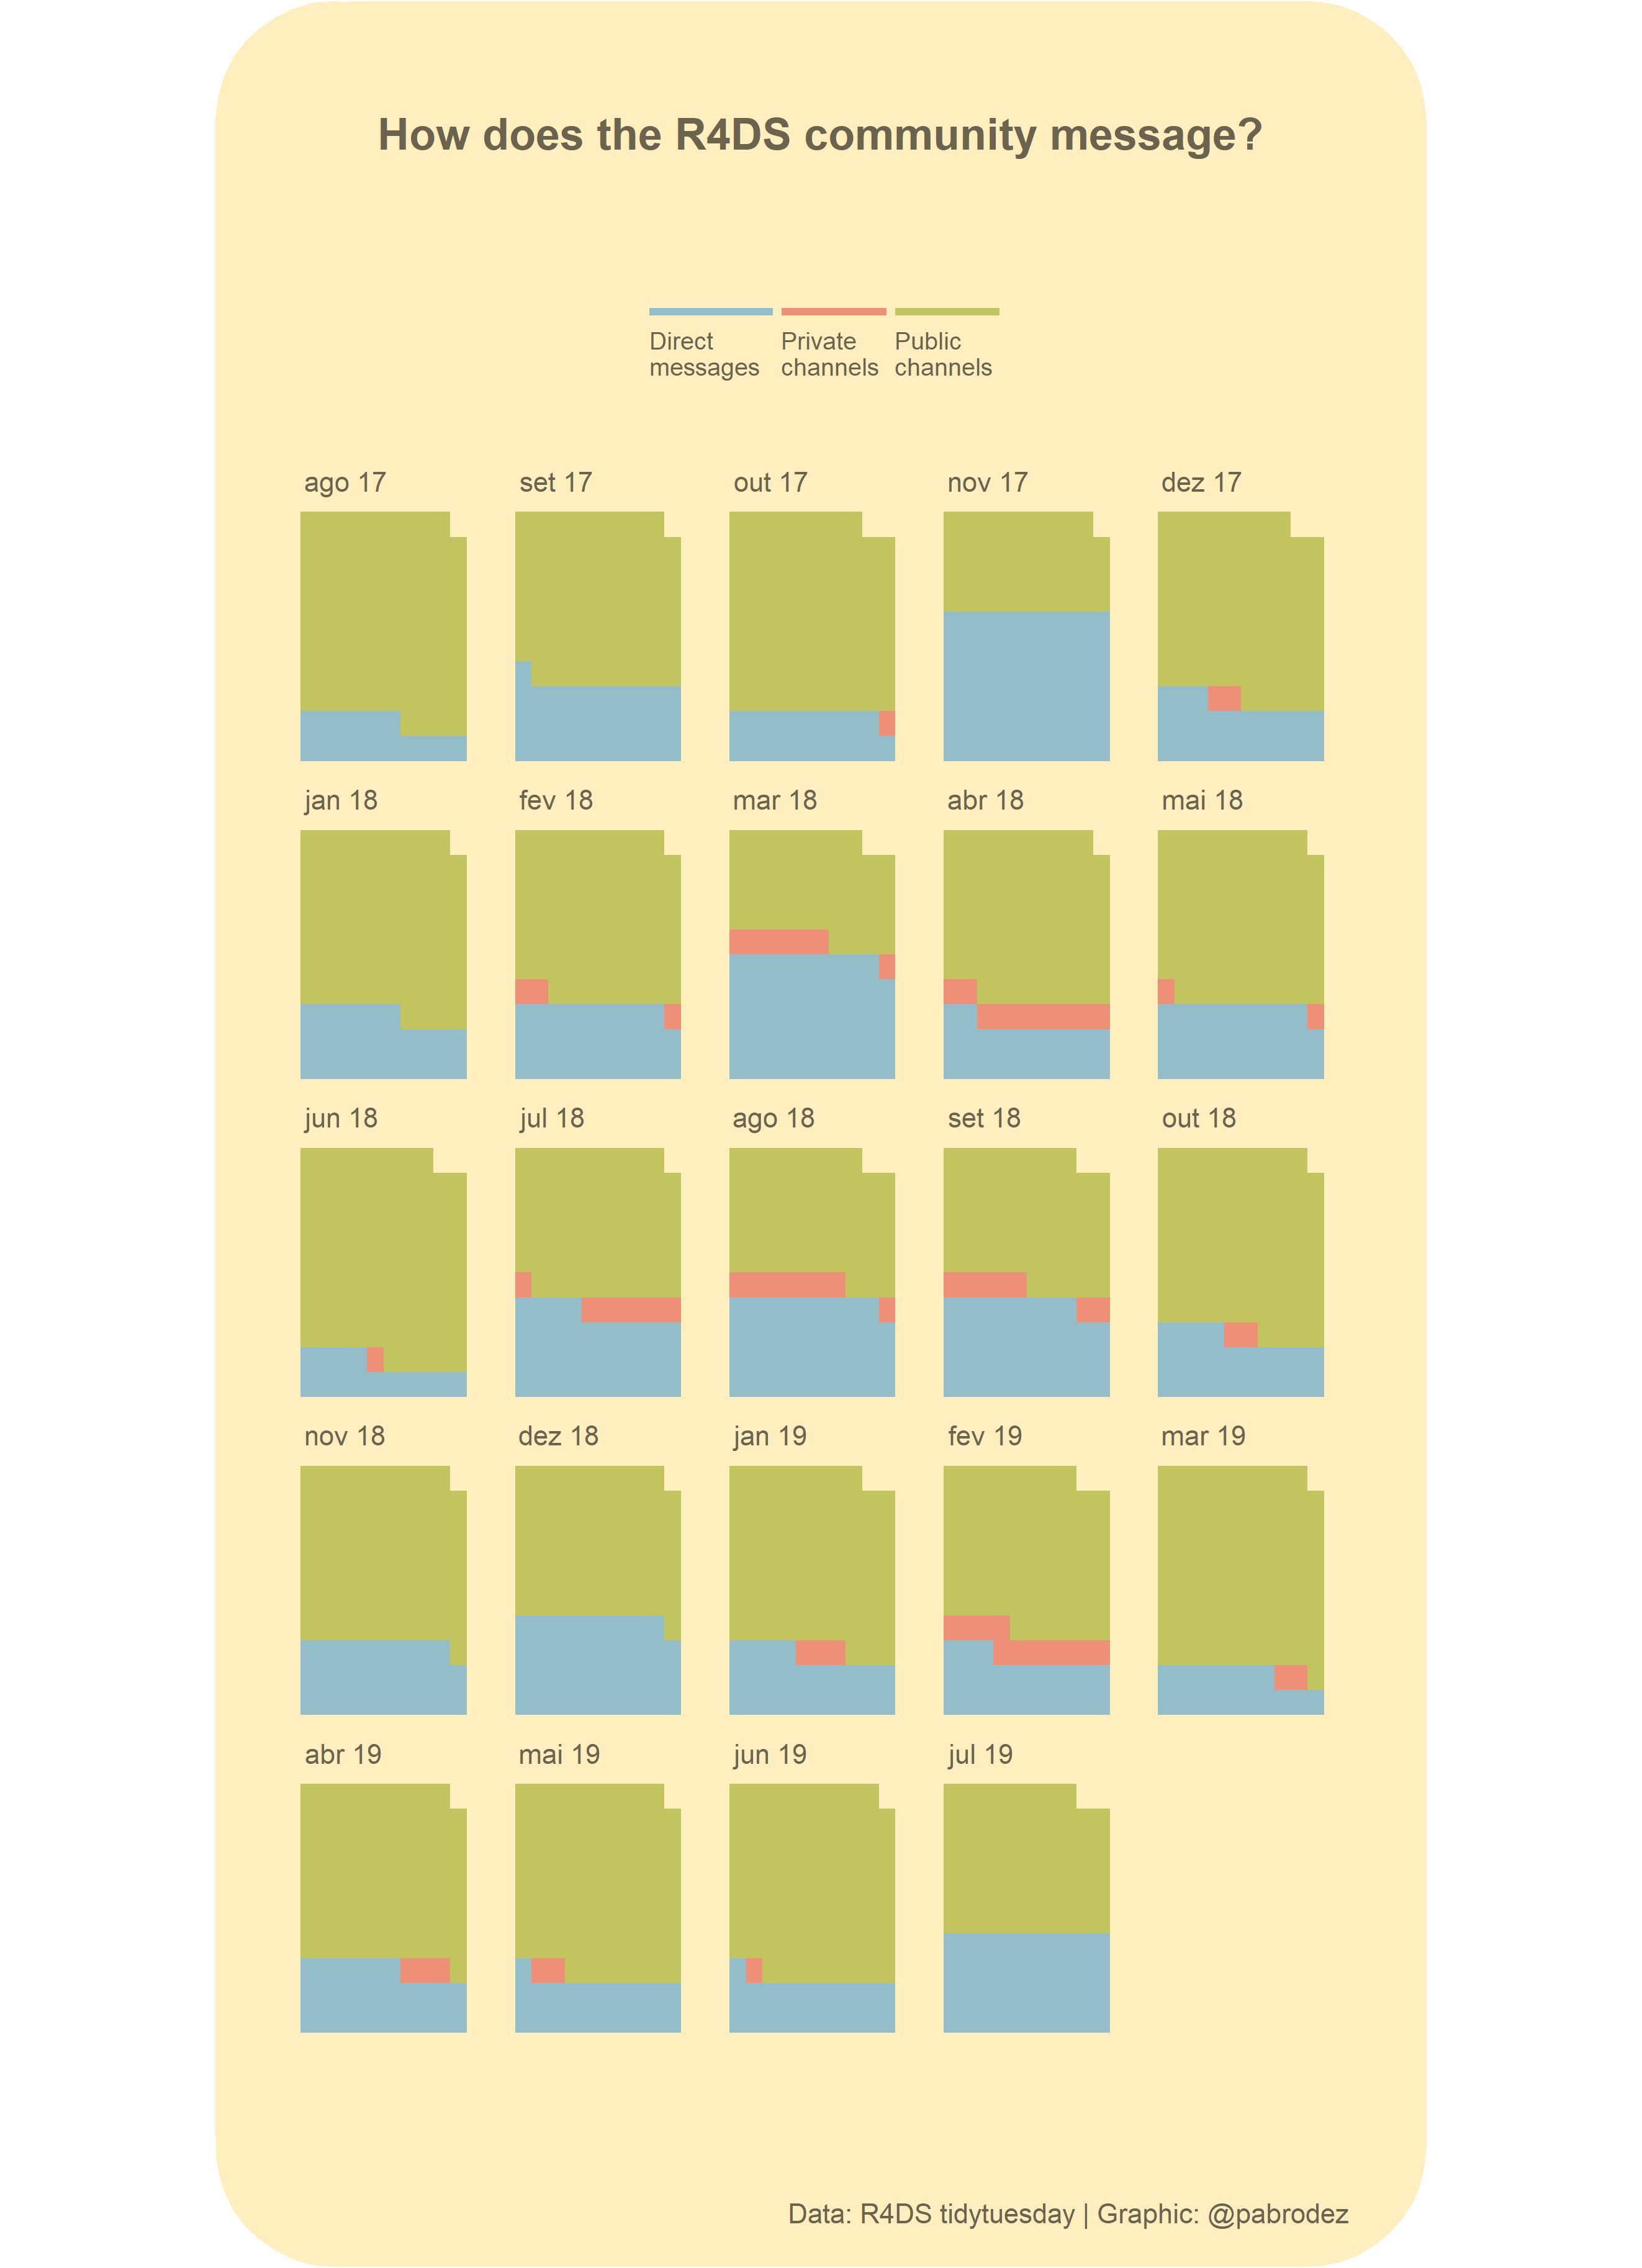 How does the R4DS community message?
Direct
messages
Private
channels
Public
channels
ago 17
set 17
out 17
nov 17
dez 17
jan 18
fev 18
mar 18
abr 18
mai 18
jun 18
jul 18
ago 18
set 18
out 18
nov 18
dez 18
jan 19
fev 19
mar 19
abr 19
mai 19
jun 19
jul 19
Data: R4DS tidytuesday | Graphic: @pabrodez